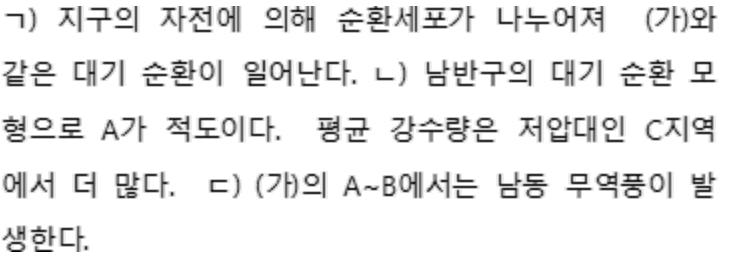 ㄱ) 지구의 자전에 의해 순환세포가 나누어져 (가)와
같은 대기 순환이 일어난다. ㄴ) 남반구의 대기 순환 모
형으로 A가 적도이다. 평균 강수량은 저압대인 C지역
에서 더 많다. ㄷ) (가)의 A~B에서는 남동 무역풍이 발
생한다.